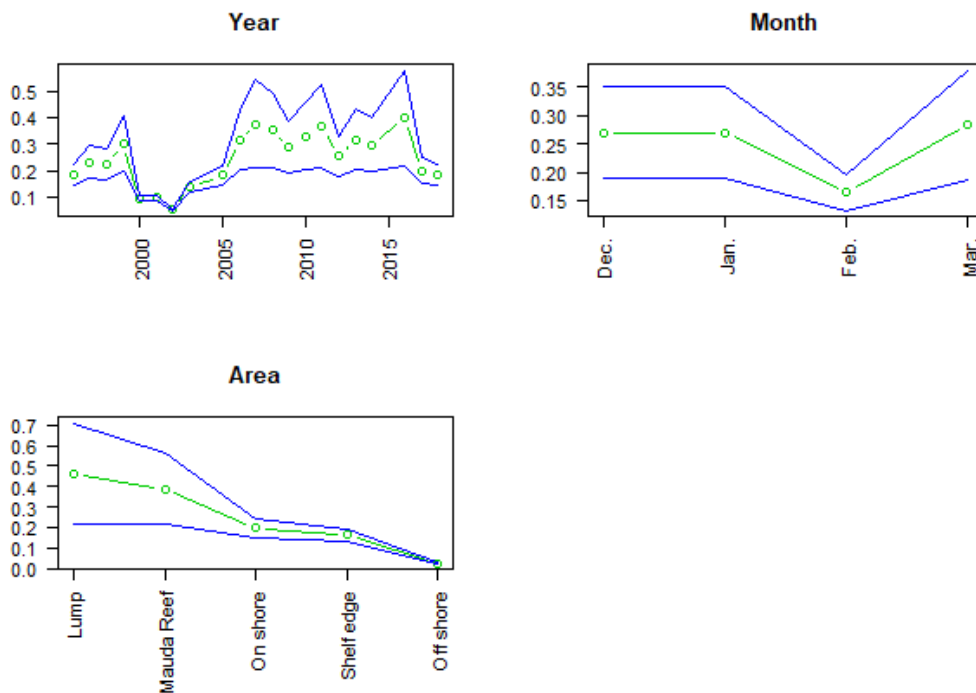 Year
0.5
0.4
0.3
0.2
0.1
2000
2005
2010
2015
Month
0.35
0.30
0.25
0.20
0.15
Dec.
Jan.
Feb.
Mar.
Area
0.7
0.6
0.5
0.4
0.3
0.2
0.1
0.0
Lump
Mauda Reef
On shore
Shelf edge
Off shore